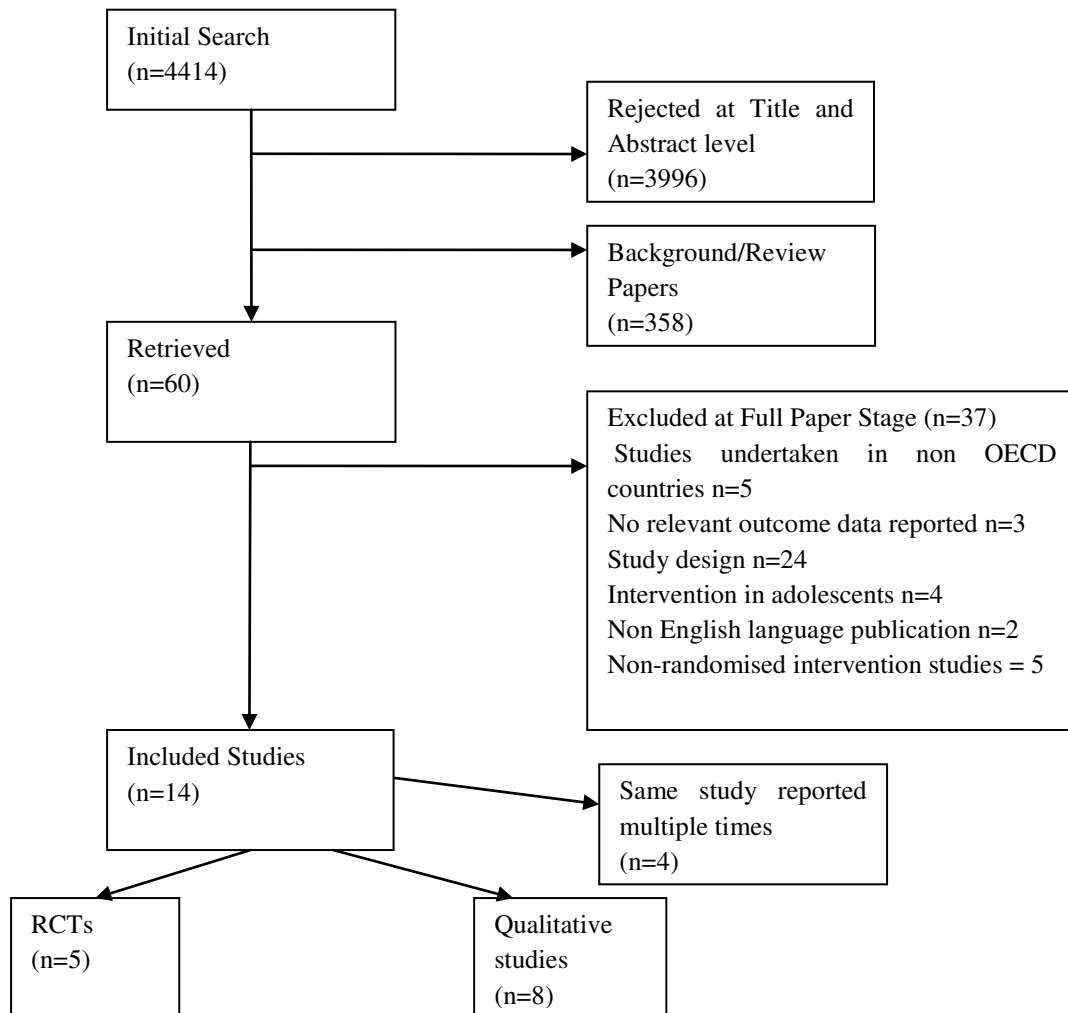 Initial Search
(n=4414)
Rejected at Title and
Abstract level
(n=3996)
Background/Review
Papers
(n=358)
Retrieved
(n=60)
Excluded at Full Paper Stage (n=37)
Studies undertaken in non OECD
countries n=5
No relevant outcome data reported n=3
Study design n=24
Intervention in adolescents n=4
Non English language publication n=2
Non-randomised intervention studies = 5
Included Studies
(n=14)
Same study reported
multiple times
(n=4)
RCTs
(n=5)
Qualitative
studies
(n=8)